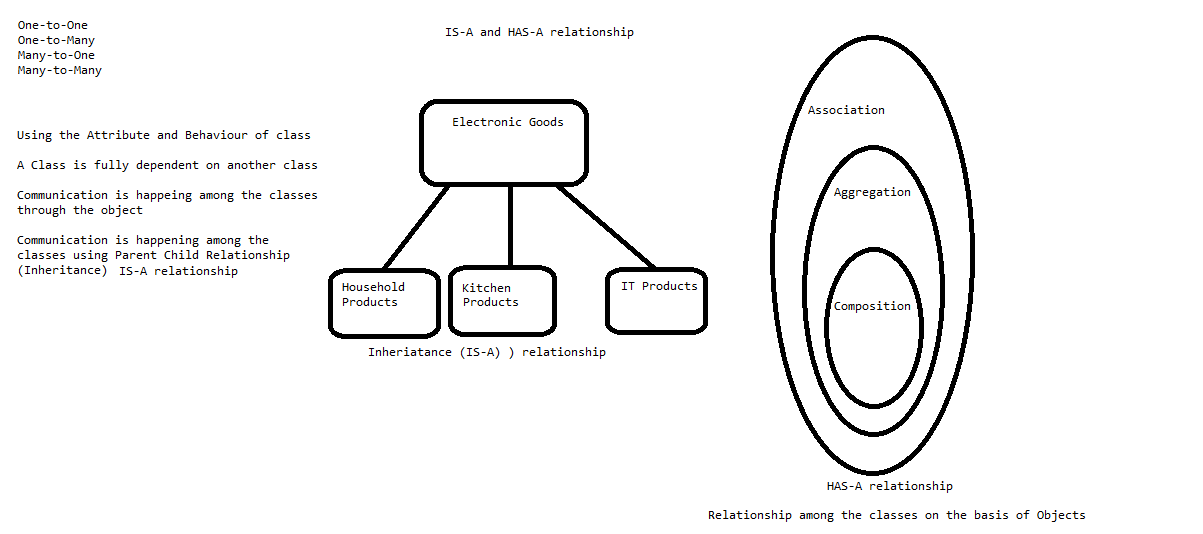 One-to-One
One-to-Many
Many-to-One
Many-to-Many
IS-A and HAS-A relationship
Using the Attribute and Behaviour of class
A Class is fully dependent on another class
Communication is happeing among the classes
through the object
Communication is happening among the
classes using Parent Child Relationship
(Inheritance) IS-A relationship
Electronic Goods
Household
Products
Kitchen
Products
IT Products
Inheriatance (IS-A) ) relationship
Association
Aggregation
Composition
HAS-A relationship
Relationship among the classes on the basis of Objects